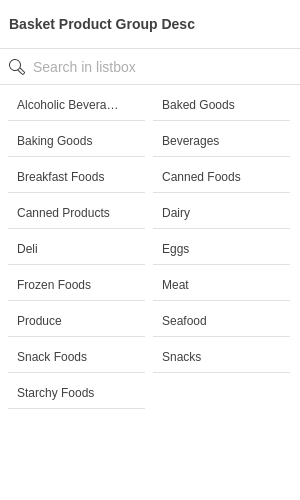 Basket Product Group Desc
Search in listbox
Alcoholic Bevera… Baked Goods
Baking Goods Beverages
Breakfast Foods Canned Foods
Canned Products Dairy
Deli Eggs
Frozen Foods Meat
Produce Seafood
Snack Foods Snacks
Starchy Foods